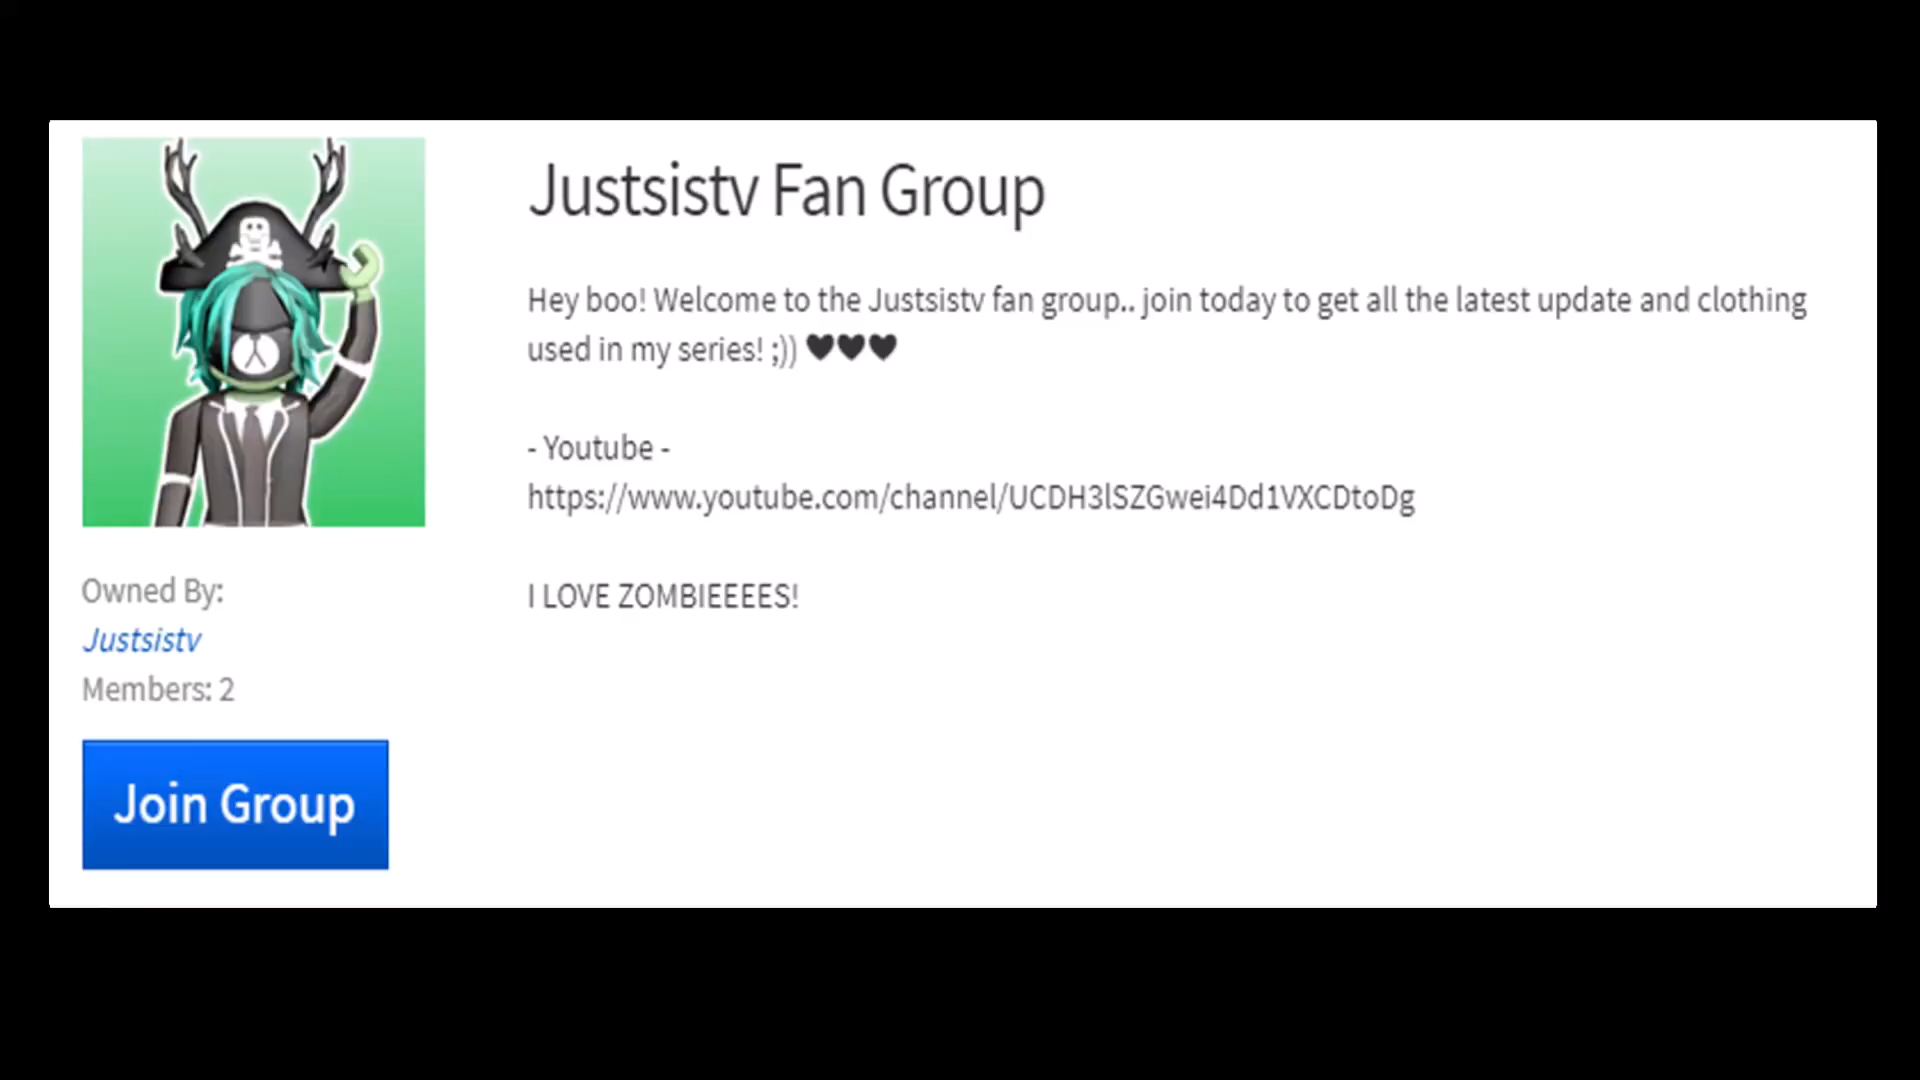 Justsistv Fan Group
Hey boo! Welcome to the Justsistv fan group.. join today to get all the latest update and clothing
used in my series! ;)) ♥♥♥
- Youtube -
https://www.youtube.com/channel/UCDH3lSZGwei4Dd1VXCDtoDg
I LOVE ZOMBIEEEES!
Owned By:
Justsistv
Members: 2
Join Group